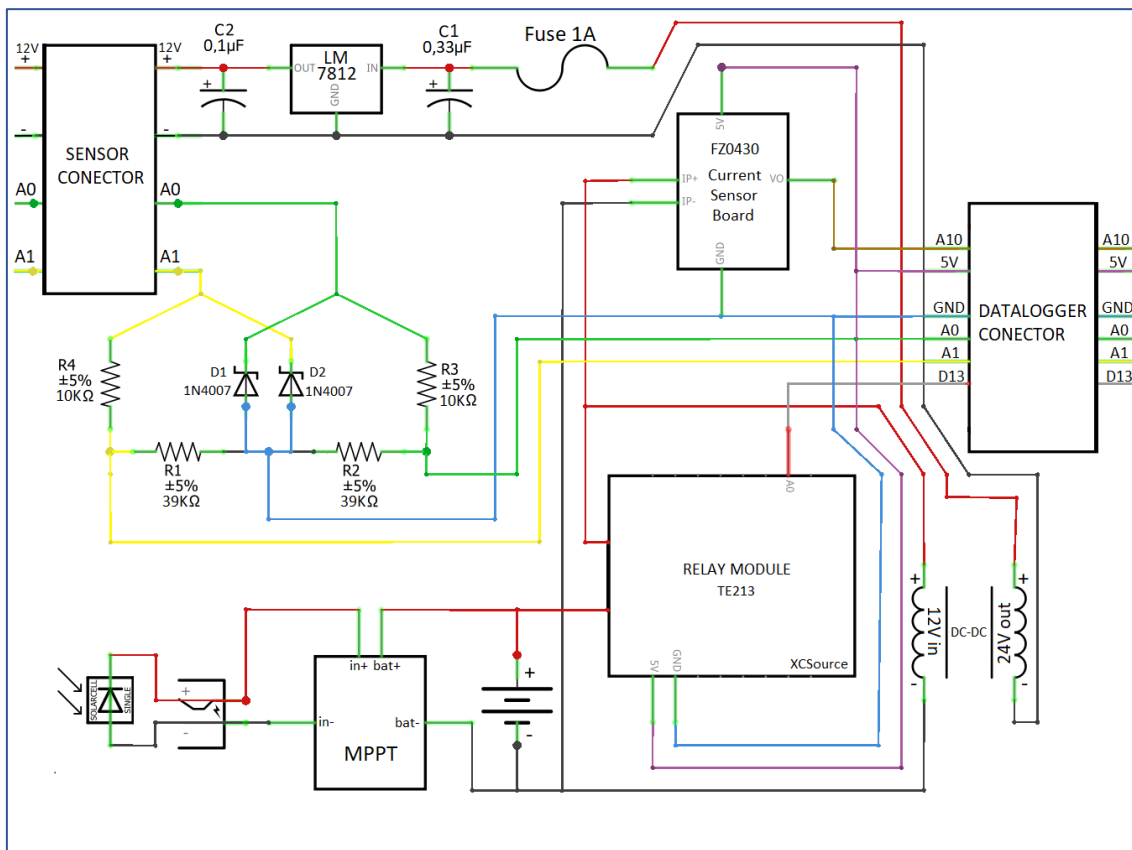 C2
0,1µF
C1
0,33µF
Fuse 1A
12V
+
12V
+
OUT
LM
7812
IN
GND
+
+
-
-
SENSOR
CONECTOR
A0
A0
A1
A1
5V
FZ0430
Current
Sensor
Board
IP+
IP-
VO
GND
A10
5V
GND
A0
A1
D13
DATALOGGER
CONECTOR
A10
5V
GND
A0
A1
D13
R4
±5%
10KΩ
D1
1N4007
D2
1N4007
R3
±5%
10KΩ
R1
±5%
39KΩ
R2
±5%
39KΩ
A0
RELAY MODULE
TE213
XCSource
5V
GND
+
12V in
-
DC-DC
+
24V out
-
SOLARCELL
SINGLE
+
-
in+
bat+
in-
bat-
MPPT
+
-